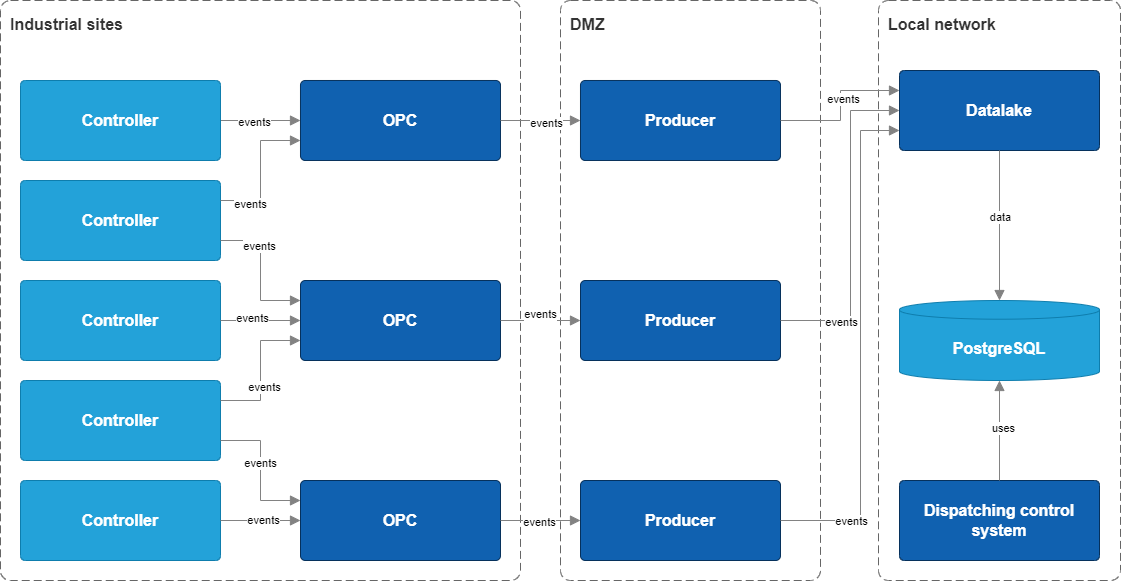 Industrial sites
DMZ
Local network
Controller
events
OPC
events
Producer
events
Datalake
Controller
events
events
data
Controller
events
OPC
events
Producer
events
PostgreSQL
events
Controller
uses
events
Controller
events
OPC
events
Producer
events
Dispatching control
system